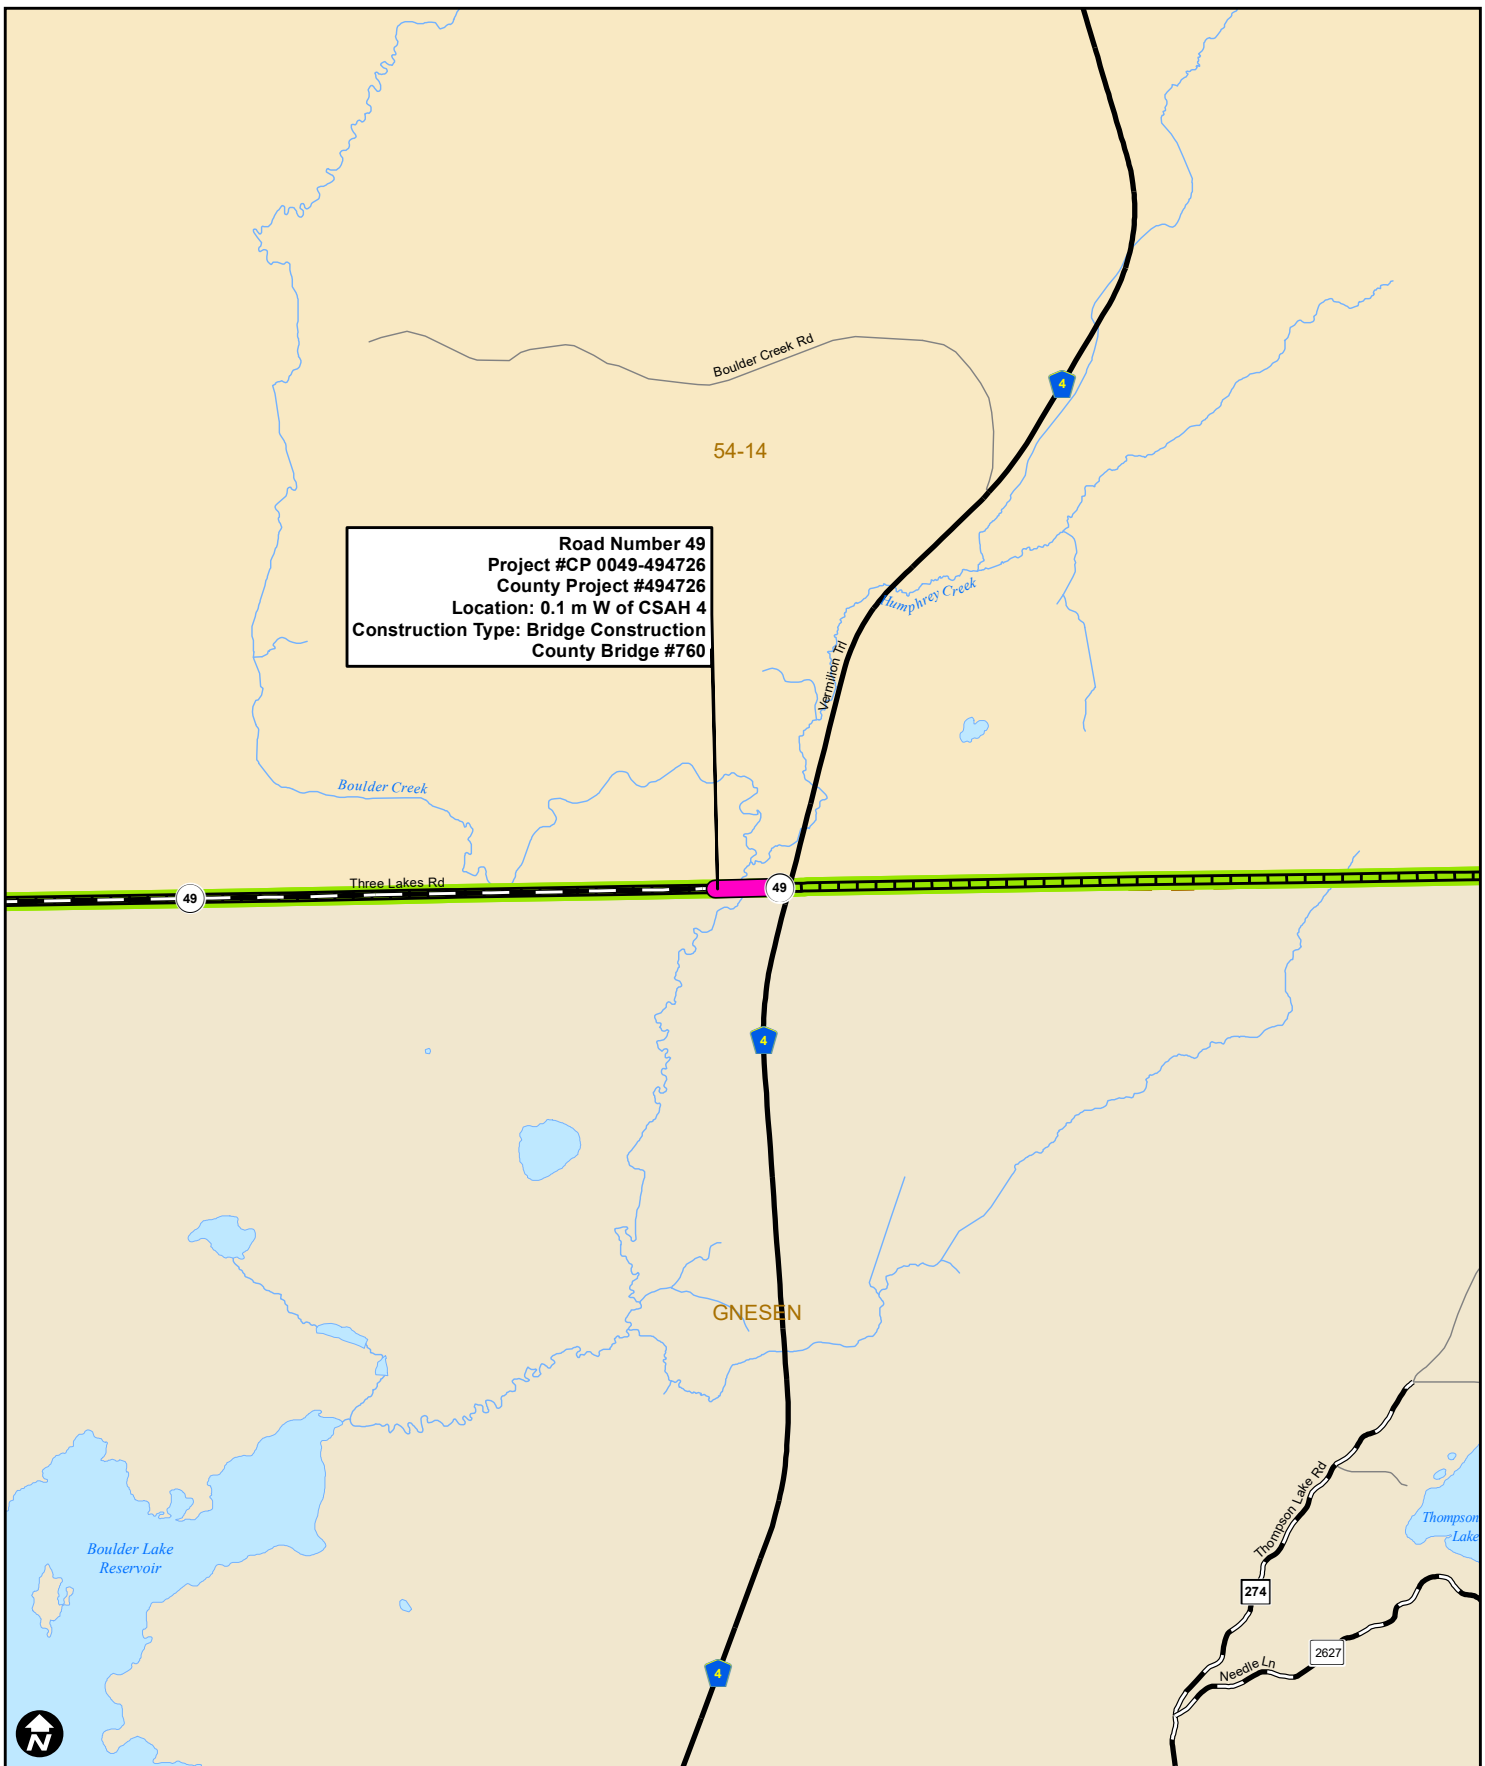 Boulder Creek Rd
4
54-14
Road Number 49
Project #CP 0049-494726
County Project #494726
Location: 0.1 m W of CSAH 4
Construction Type: Bridge Construction
County Bridge #760
Humphrey Creek
Vermilion Trl
Boulder Creek
Three Lakes Rd
49
49
4
GNESEN
Thompson Lake Rd
Thompson
Lake
Boulder Lake
Reservoir
274
2627
Needle Ln
4
N